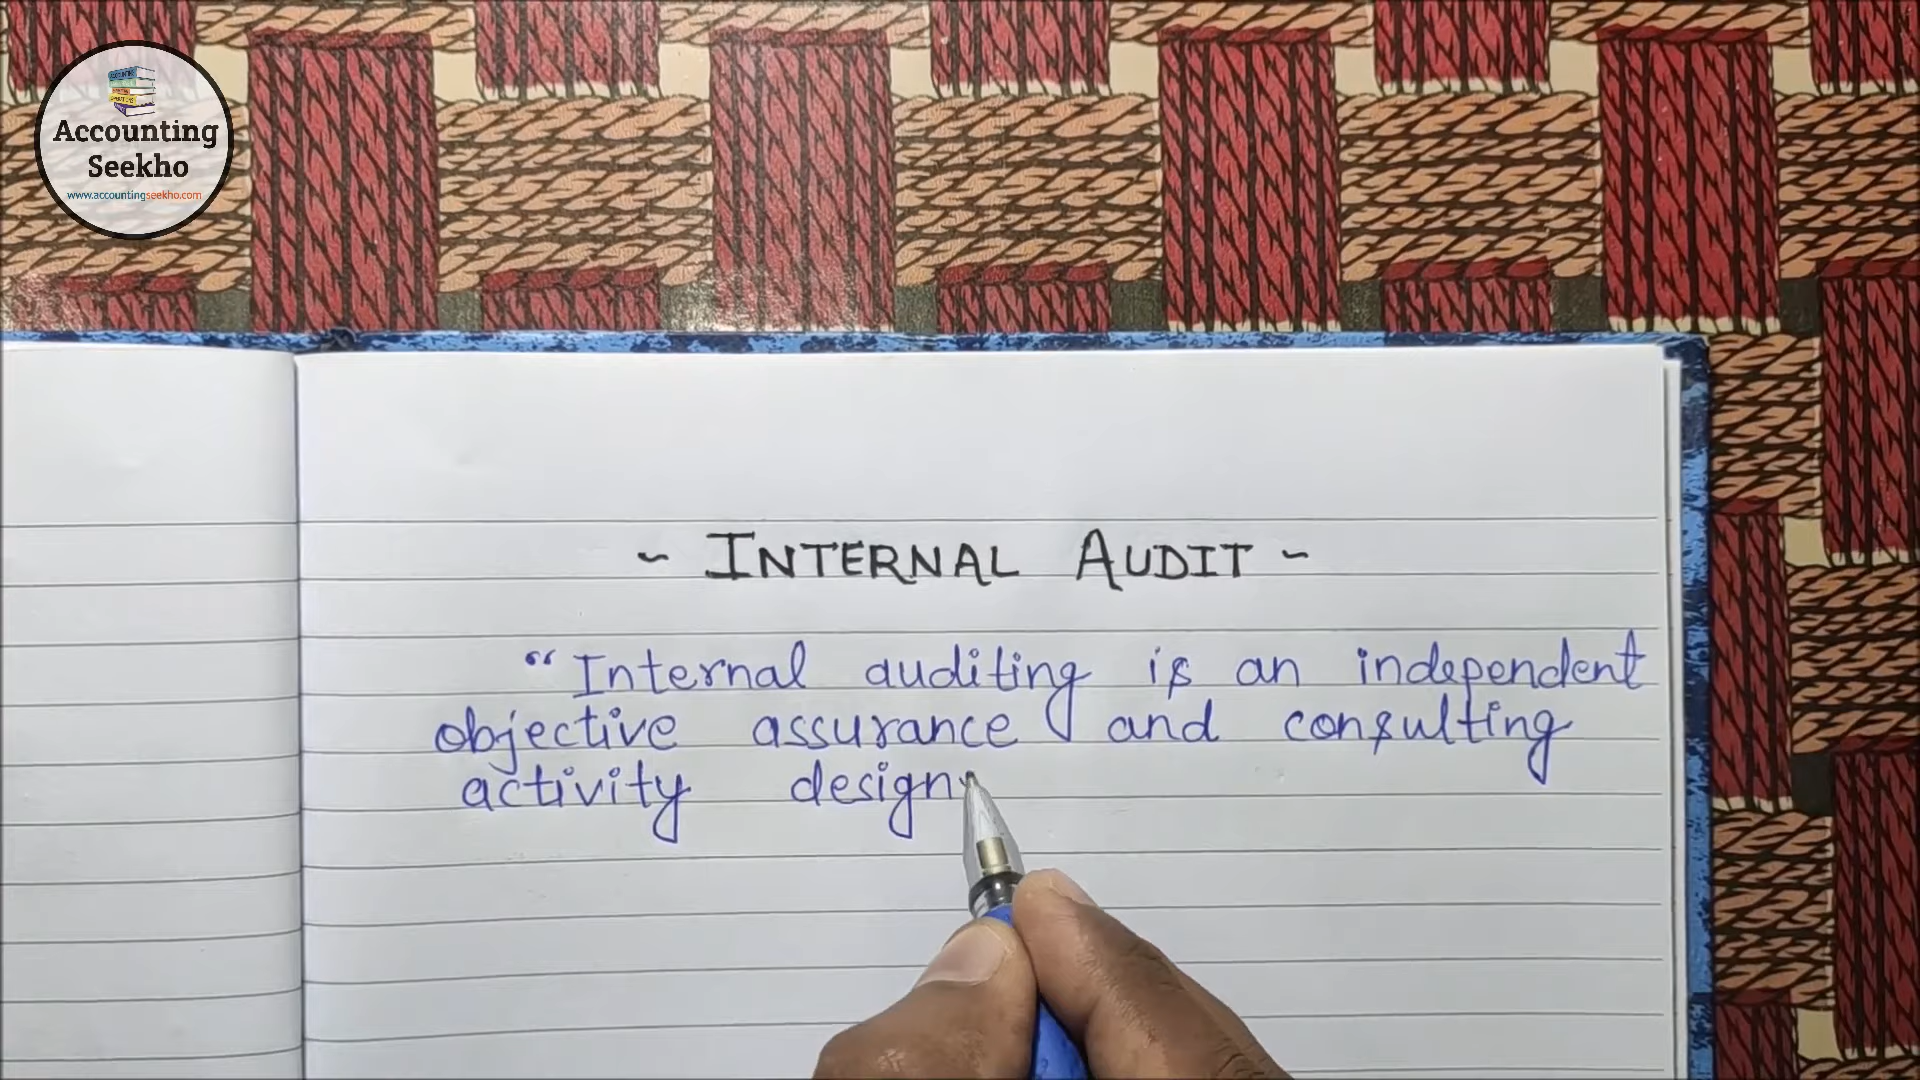 Accounting
Seekho
www.accountingseekho.com
~ INTERNAL AUDIT ~
“Internal auditing is an independent
objective assurance and consulting
activity design